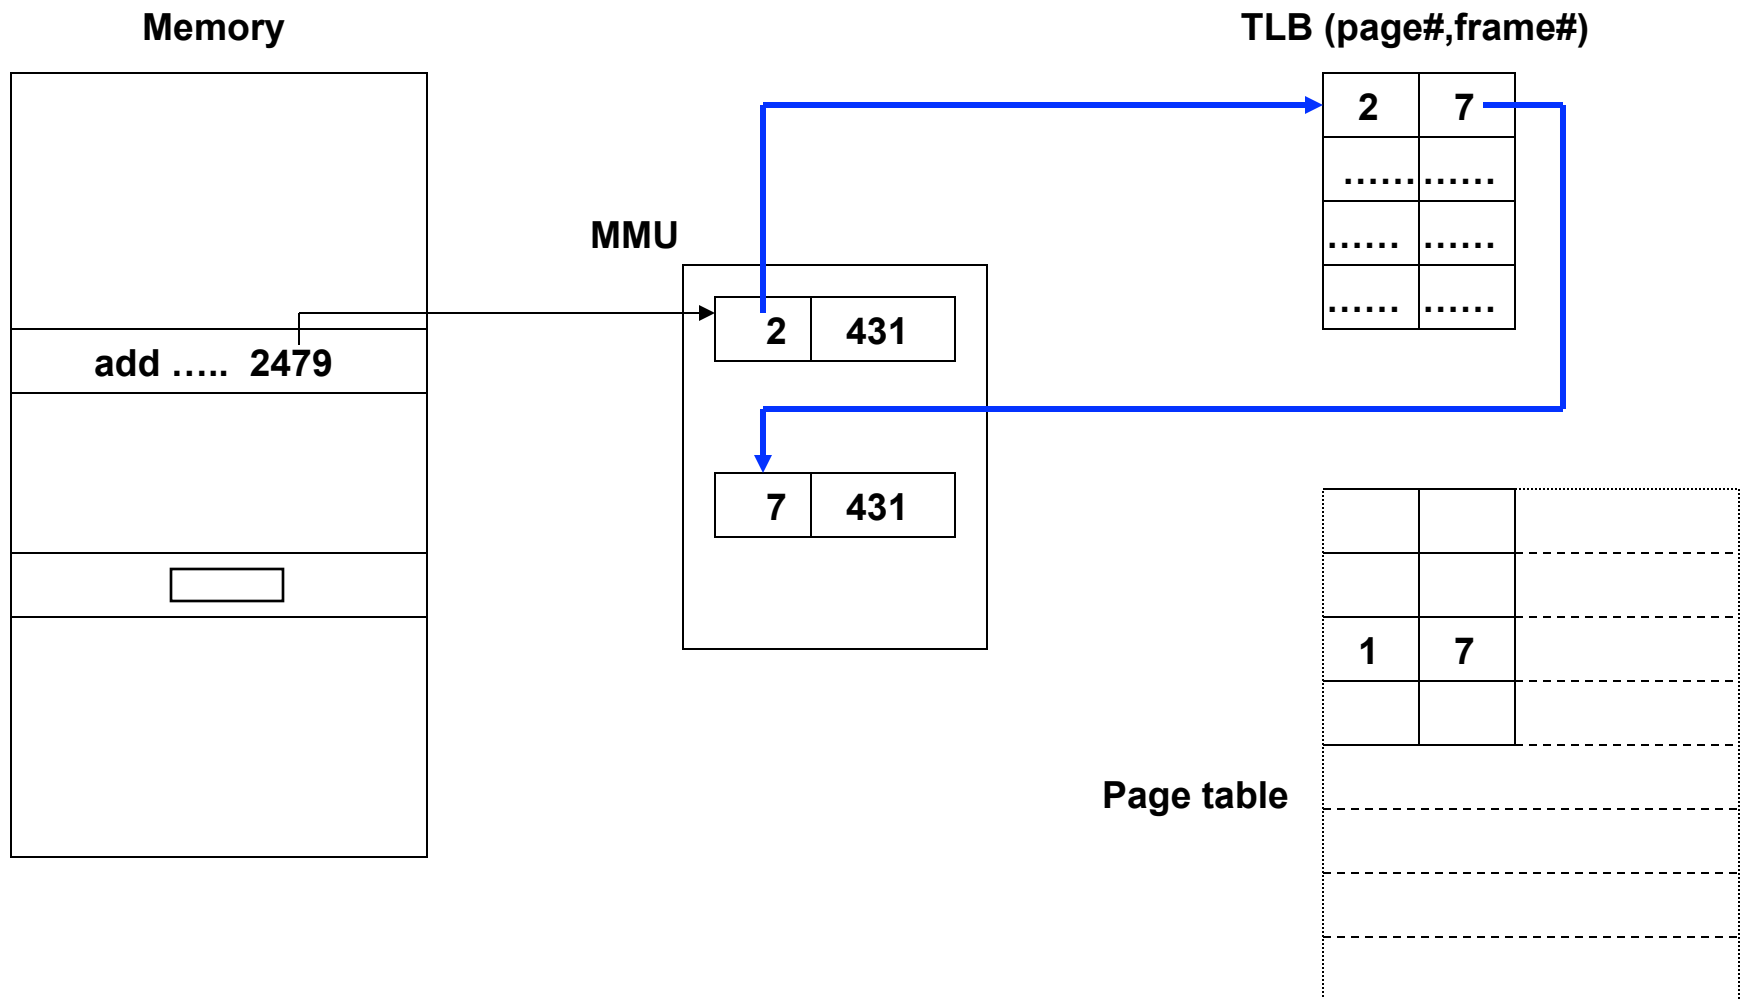 Memory
TLB (page#,frame#)
2 7
…… ……
MMU
…… ……
2 431
…… ……
add ….. 2479
7 431
1 7
Page table